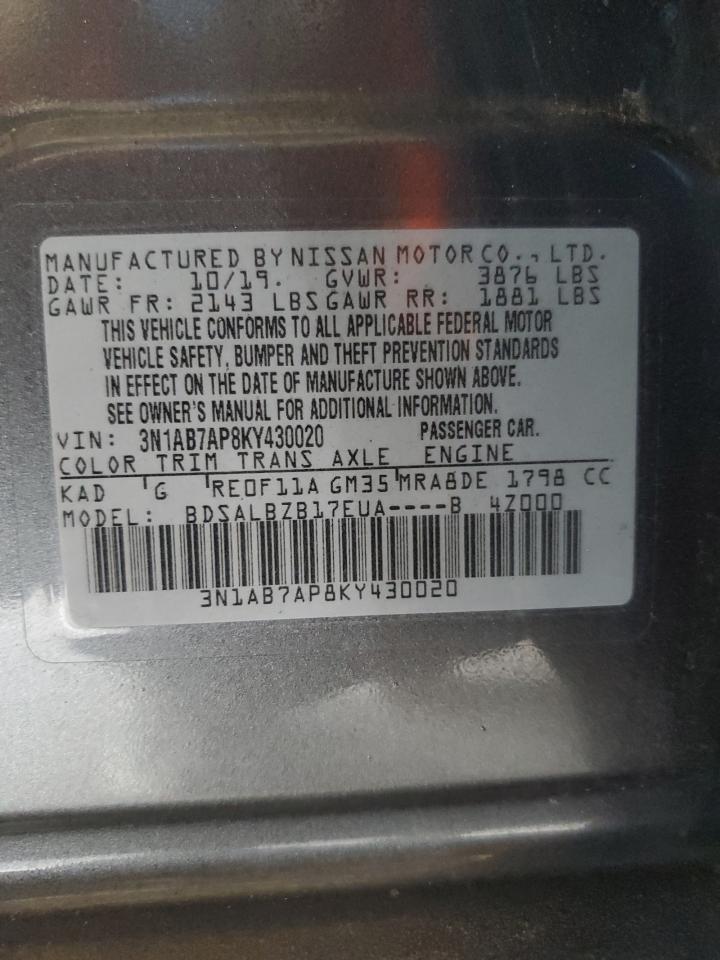 MANUFACTURED BY NISSAN MOTOR CO., LTD.
DATE: 10/19. GVWR: 3876 LBS
GAWR FR: 2143 LBS GAWR RR: 1881 LBS
THIS VEHICLE CONFORMS TO ALL APPLICABLE FEDERAL MOTOR
VEHICLE SAFETY, BUMPER AND THEFT PREVENTION STANDARDS
IN EFFECT ON THE DATE OF MANUFACTURE SHOWN ABOVE.
SEE OWNER'S MANUAL FOR ADDITIONAL INFORMATION.
VIN: 3N1AB7AP8KY430020 PASSENGER CAR.
COLOR TRIM TRANS AXLE ENGINE
KAD G RE0F11A GM35 MRA8DE 1798 CC
MODEL: BDSALBZB17EUA----B 4Z000
3N1AB7AP8KY430020